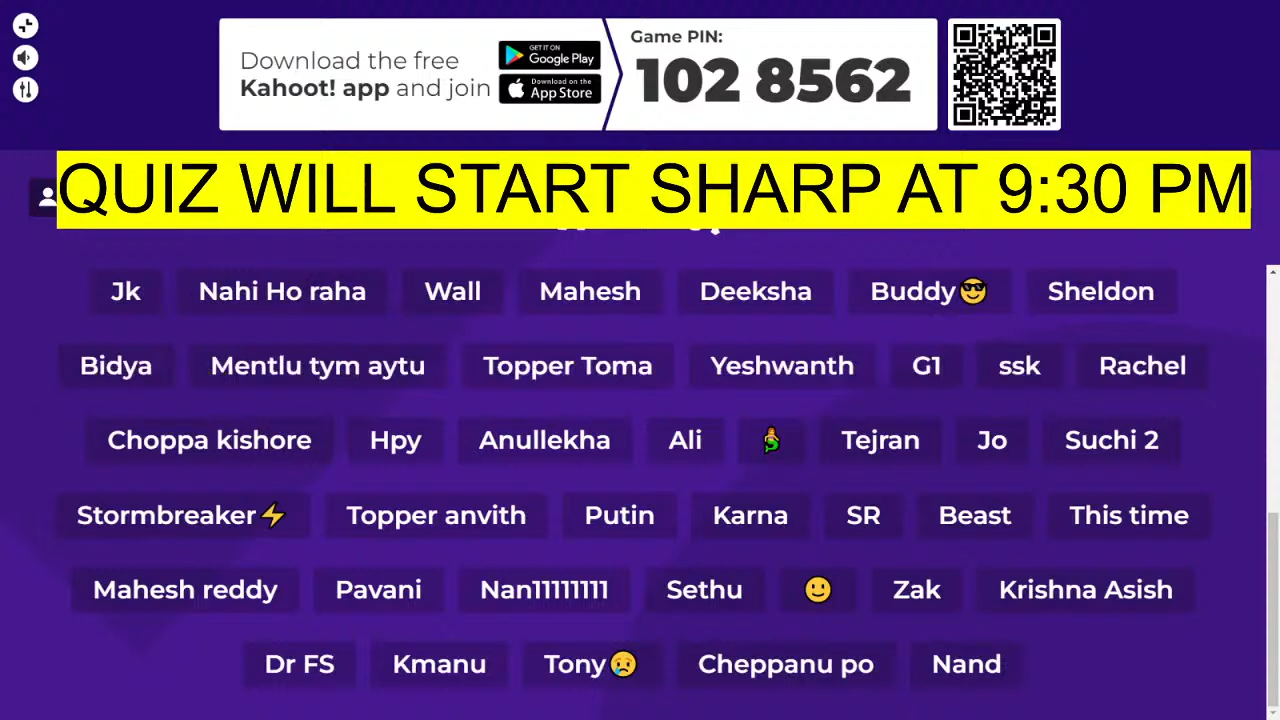 Download the free
Kahoot! app and join
GET IT ON
Google Play
Download on the
App Store
Game PIN:
102 8562
QUIZ WILL START SHARP AT 9:30 PM
Jk Nahi Ho raha Wall Mahesh Deeksha Buddy😎 Sheldon
Bidya Mentlu tym aytu Topper Toma Yeshwanth G1 ssk Rachel
Choppa kishore Hpy Anullekha Ali 🧜 Tejran Jo Suchi 2
Stormbreaker⚡ Topper anvith Putin Karna SR Beast This time
Mahesh reddy Pavani Nan11111111 Sethu 🙂 Zak Krishna Asish
Dr FS Kmanu Tony😢 Cheppanu po Nand